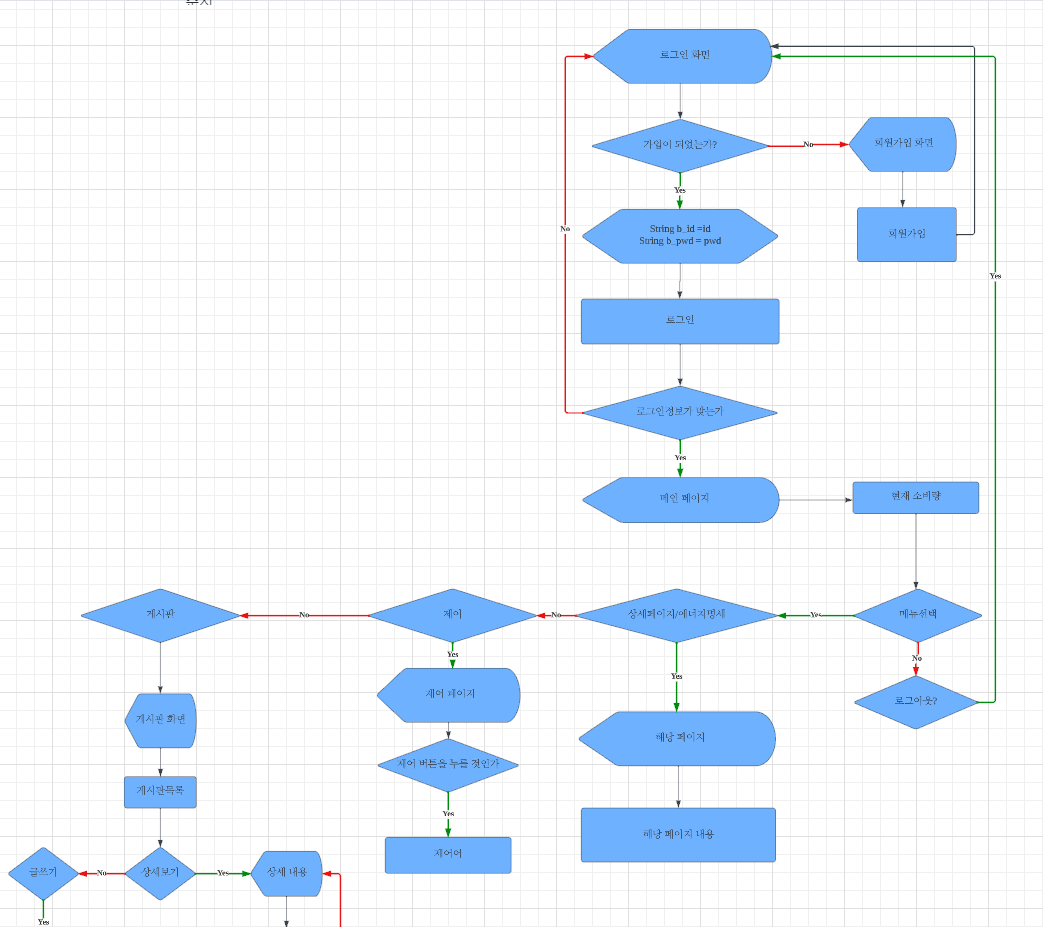 로그인 화면
가입이 되었는가?
No
회원가입 화면
Yes
String b_id =id
String b_pwd = pwd
회원가입
No
Yes
로그인
로그인정보가 맞는가
Yes
메인 페이지
현재 소비량
게시판
No
제어
No
상세페이지/에너지명세
Yes
메뉴선택
Yes
Yes
No
제어 페이지
로그아웃?
게시판 화면
해당 페이지
제어 버튼을 누를 것인가
게시판목록
Yes
해당 페이지 내용
제어어
글쓰기
No
상세보기
Yes
상세 내용
Yes